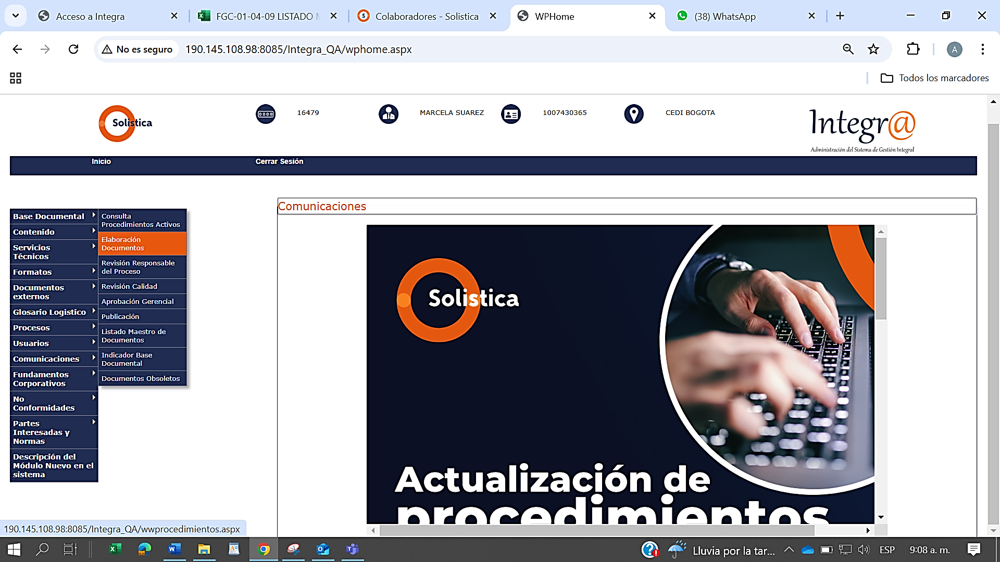 Acceso a Integra
FGC-01-04-09 LISTADO
Colaboradores - Solistica
WPHome
(38) WhatsApp
No es seguro
190.145.108.98:8085/Integra_QA/wphome.aspx
A
Todos los marcadores
Solistica
16479
MARCELA SUAREZ
1007430365
CEDI BOGOTA
Integr@
Administración del Sistema de Gestión Integral
Inicio
Cerrar Sesión
Comunicaciones
Base Documental
Contenido
Servicios
Técnicos
Formatos
Documentos
externos
Glosario Logistico
Procesos
Usuarios
Comunicaciones
Fundamentos
Corporativos
No
Conformidades
Partes
Interesadas y
Normas
Descripción del
Módulo Nuevo en el
sistema
Consulta
Procedimientos Activos
Elaboración
Documentos
Revisión Responsable
del Proceso
Revisión Calidad
Aprobación Gerencial
Publicación
Listado Maestro de
Documentos
Indicador Base
Documental
Documentos Obsoletos
Solistica
Actualización de
procedimientos
190.145.108.98:8085/Integra_QA/wwprocedimientos.aspx
Lluvia por la tar...
ESP
9:08 a. m.